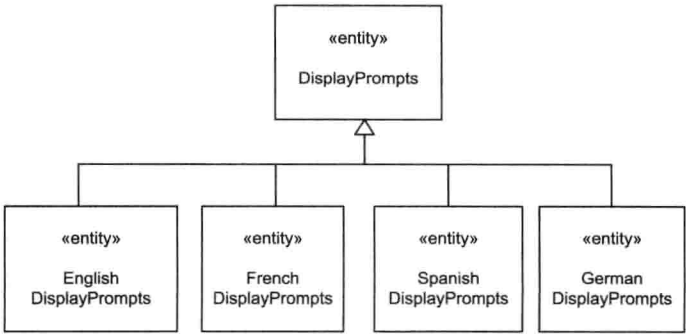 «entity»
DisplayPrompts
«entity»
English
DisplayPrompts
«entity»
French
DisplayPrompts
«entity»
Spanish
DisplayPrompts
«entity»
German
DisplayPrompts